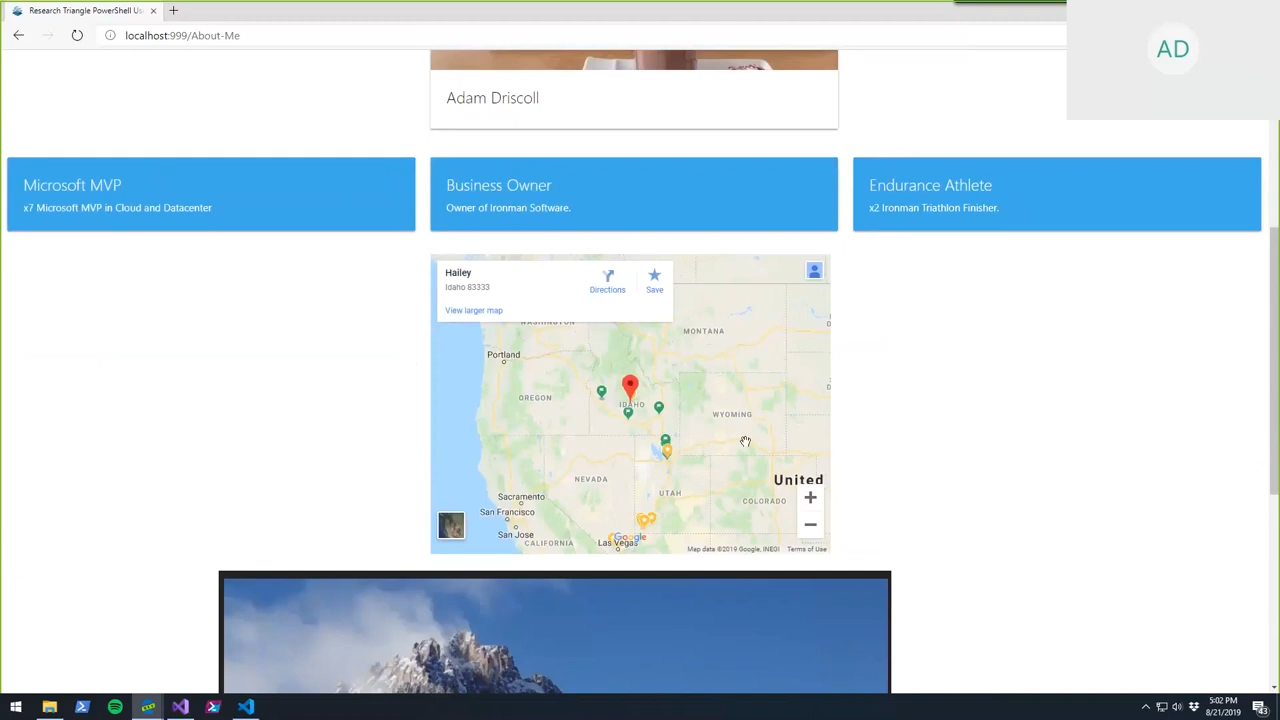 Research Triangle PowerShell Us
localhost:999/About-Me
AD
Adam Driscoll
Microsoft MVP
x7 Microsoft MVP in Cloud and Datacenter
Business Owner
Owner of Ironman Software.
Endurance Athlete
x2 Ironman Triathlon Finisher.
Hailey
Idaho 83333
Directions
Save
View larger map
WASHINGTON
MONTANA
Portland
OREGON
IDAHO
WYOMING
NEVADA
UTAH
United
COLORADO
Sacramento
San Francisco
San Jose
CALIFORNIA
Las Vegas
Google
Map data ©2019 Google, INEGI
Terms of Use
5:02 PM
8/21/2019
43